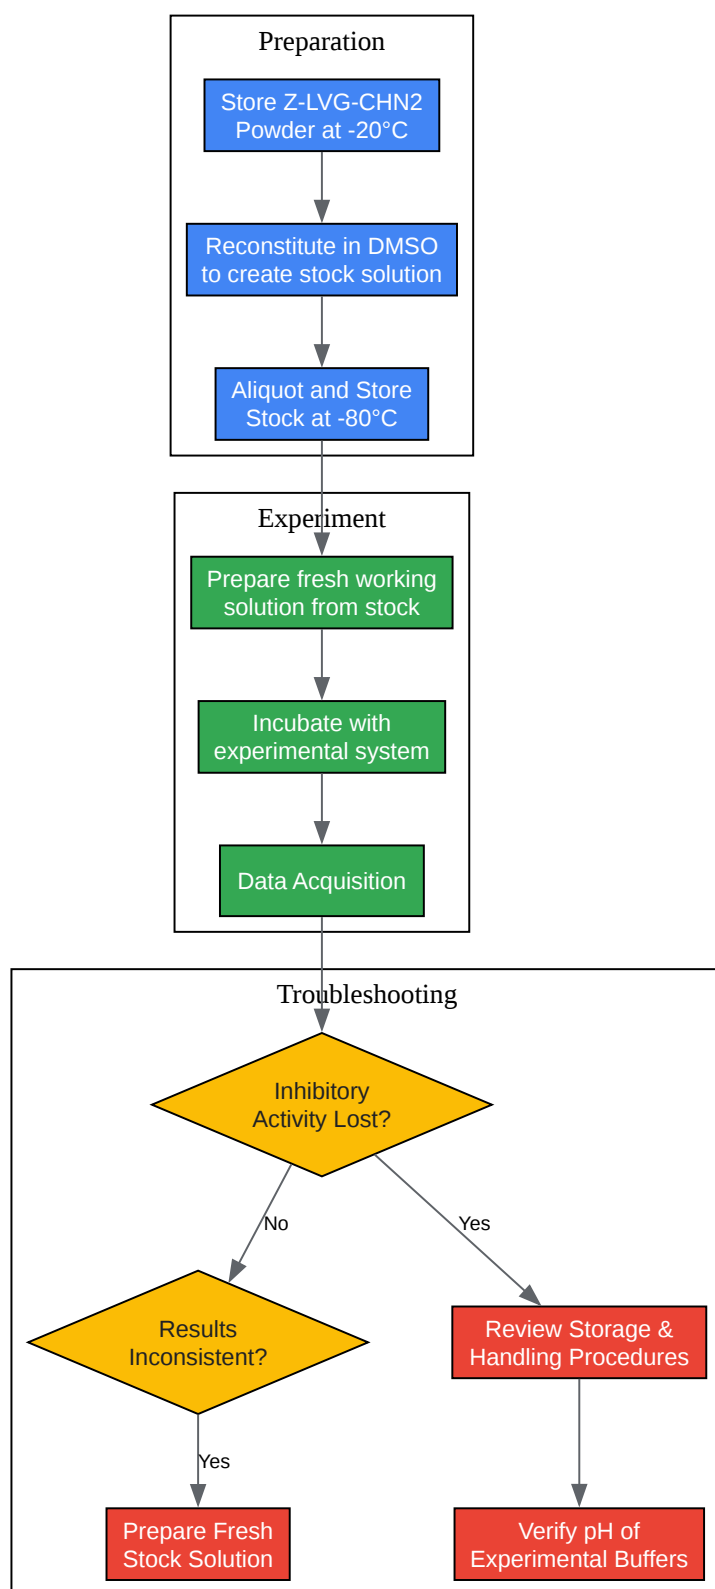 Preparation
Store Z-LVG-CHN2
Powder at -20°C
Reconstitute in DMSO
to create stock solution
Aliquot and Store
Stock at -80°C
Experiment
Prepare fresh working
solution from stock
Incubate with
experimental system
Data Acquisition
Troubleshooting
Inhibitory
Activity Lost?
No
Yes
Results
Inconsistent?
Review Storage &
Handling Procedures
Yes
Prepare Fresh
Stock Solution
Verify pH of
Experimental Buffers